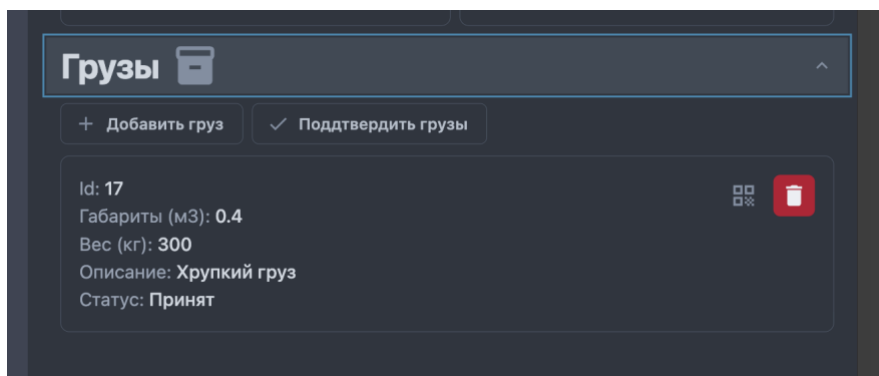 Грузы
Добавить груз
Поддтвердить грузы
Id: 17
Габариты (м3): 0.4
Вес (кг): 300
Описание: Хрупкий груз
Статус: Принят